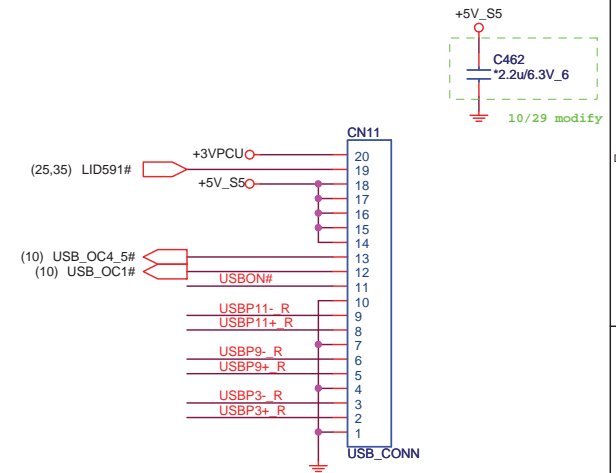 +5V_S5
C462
*2.2u/6.3V_6
10/29 modify
CN11
+3VPCU
20
(25,35) LID591#
19
+5V_S5
18
17
16
15
14
(10) USB_OC4_5#
13
(10) USB_OC1#
12
USBON#
11
10
USBP11-_R
9
USBP11+_R
8
7
USBP9-_R
6
USBP9+_R
5
4
USBP3-_R
3
USBP3+_R
2
1
USB_CONN